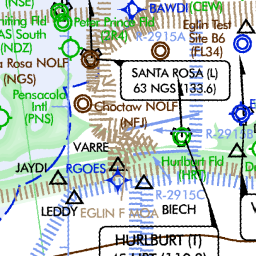 (NSE)
BAWDI
(CEW)
Peter Prince Fld
(2R4)
AS South
(NDZ)
R-2915A
Eglin Test
Site B6
(FL34)
a Rosa NOLF
(NGS)
SANTA ROSA (L)
63 NGS (133.6)
Pensacola
Intl
(PNS)
Choctaw NOLF
(NFJ)
R-2915B
VARRE
JAYDI
RGOES
Hurlburt Fld
(HRT)
R-2915C
LEDDY
EGLIN F MOA
BIECH
HURLBURT (T)